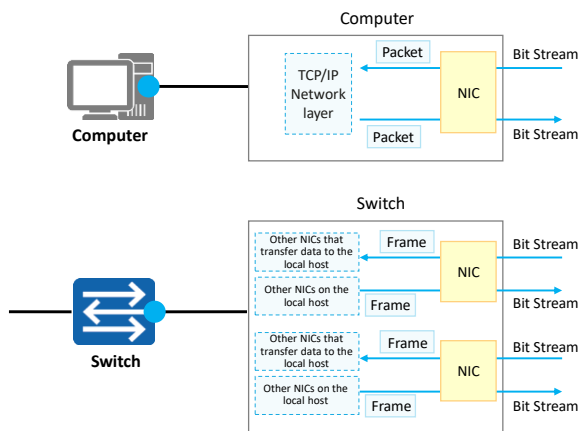 Computer
Packet
Bit Stream
TCP/IP
Network
layer
NIC
Computer
Packet
Bit Stream
Switch
Other NICs that
transfer data to the
local host
Frame
Bit Stream
NIC
Other NICs on the
local host
Frame
Bit Stream
Switch
Other NICs that
transfer data to the
local host
Frame
Bit Stream
NIC
Other NICs on the
local host
Frame
Bit Stream